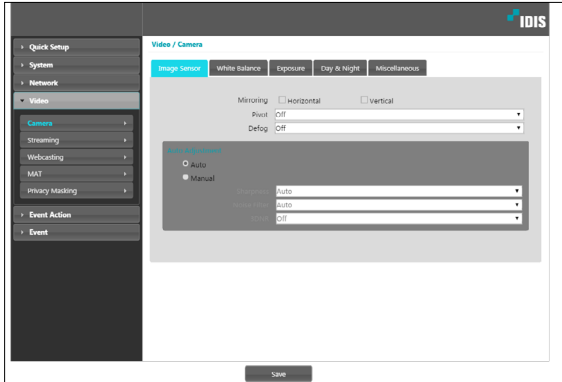 IDIS
Quick Setup
System
Network
Video
Camera
Streaming
Webcasting
MAT
Privacy Masking
Event Action
Event
Video / Camera
Image Sensor White Balance Exposure Day & Night Miscellaneous
Mirroring Horizontal Vertical
Pivot Off
Defog Off
Auto
Manual
Auto
Auto
Off
Save